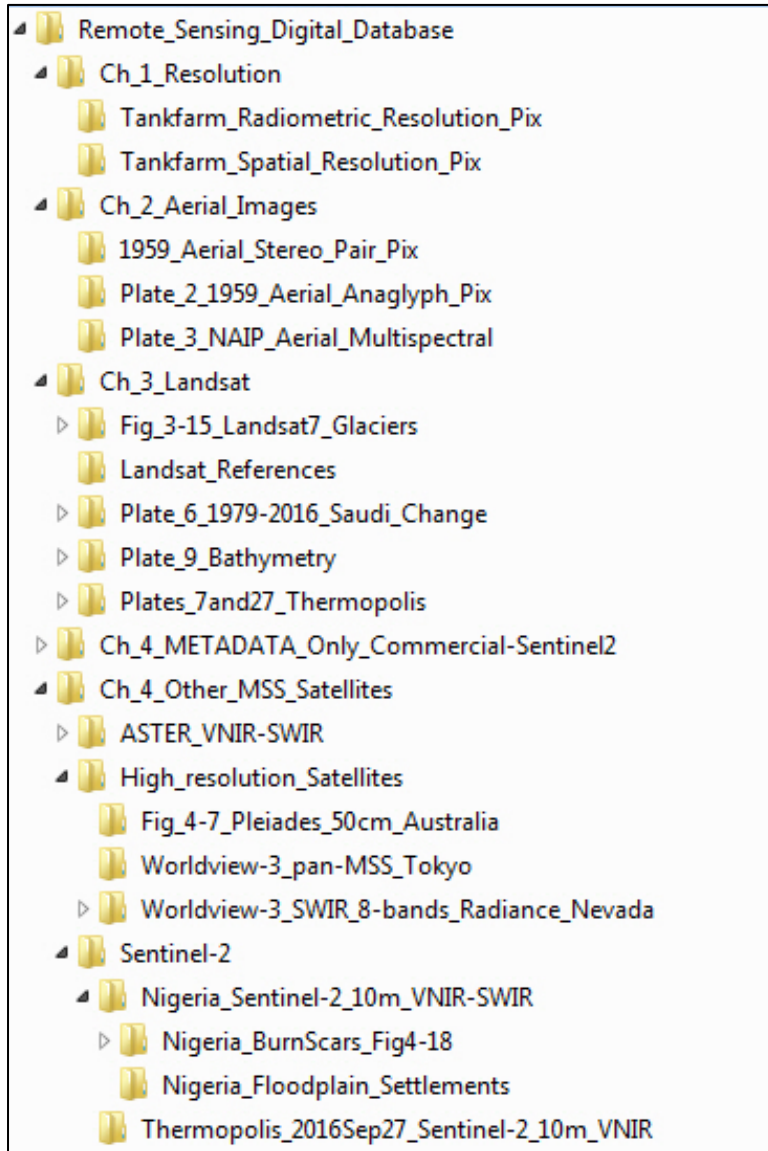 Remote_Sensing_Digital_Database
Ch_1_Resolution
Tankfarm_Radiometric_Resolution_Pix
Tankfarm_Spatial_Resolution_Pix
Ch_2_Aerial_Images
1959_Aerial_Stereo_Pair_Pix
Plate_2_1959_Aerial_Anaglyph_Pix
Plate_3_NAIP_Aerial_Multispectral
Ch_3_Landsat
Fig_3-15_Landsat7_Glaciers
Landsat_References
Plate_6_1979-2016_Saudi_Change
Plate_9_Bathymetry
Plates_7and27_Thermopolis
Ch_4_METADATA_Only_Commercial-Sentinel2
Ch_4_Other_MSS_Satellites
ASTER_VNIR-SWIR
High_resolution_Satellites
Fig_4-7_Pleiades_50cm_Australia
Worldview-3_pan-MSS_Tokyo
Worldview-3_SWIR_8-bands_Radiance_Nevada
Sentinel-2
Nigeria_Sentinel-2_10m_VNIR-SWIR
Nigeria_BurnScars_Fig4-18
Nigeria_Floodplain_Settlements
Thermopolis_2016Sep27_Sentinel-2_10m_VNIR